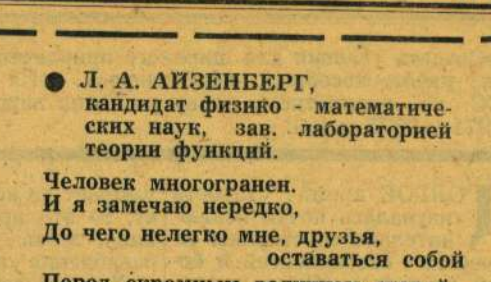 ● Л. А. АЙЗЕНБЕРГ,
кандидат физико - математиче-
ских наук, зав. лабораторией
теории функций.
Человек многогранен.
И я замечаю нередко,
До чего нелегко мне, друзья,
оставаться собой